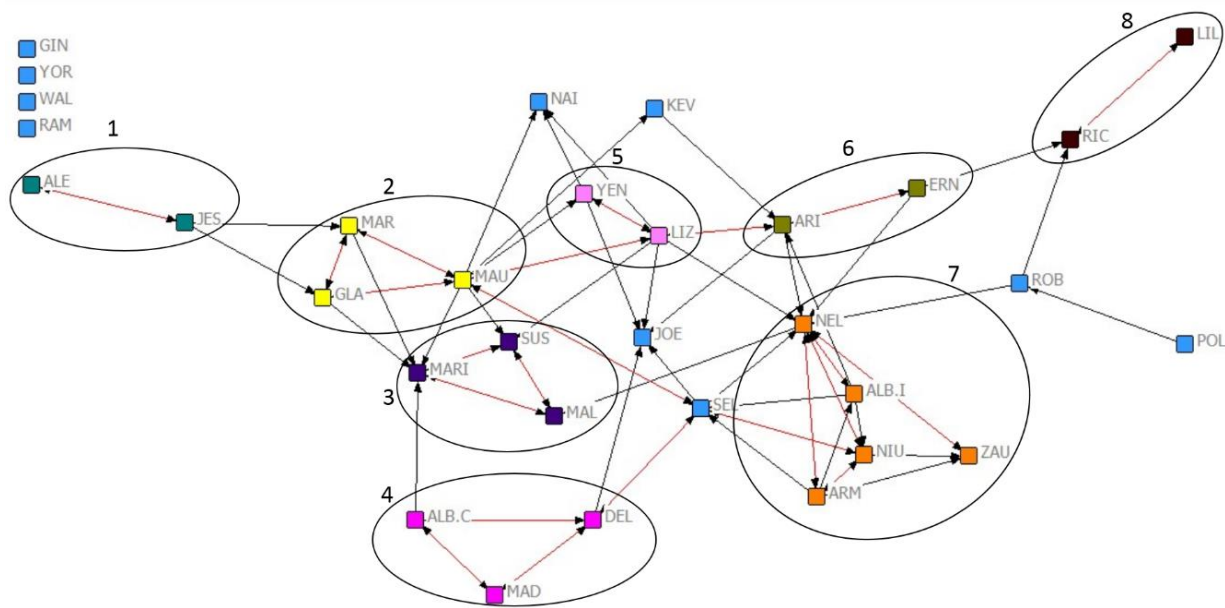 GIN
YOR
WAL
RAM
1
ALE
JES
2
MAR
MAU
GLA
NAI
KEV
5
YEN
LIZ
6
ARI
ERN
8
LIL
RIC
3
SUS
MARI
MAL
JOE
SEL
7
NEL
ALB.I
NIU
ZAU
ARM
ROB
POL
4
ALB.C
DEL
MAD